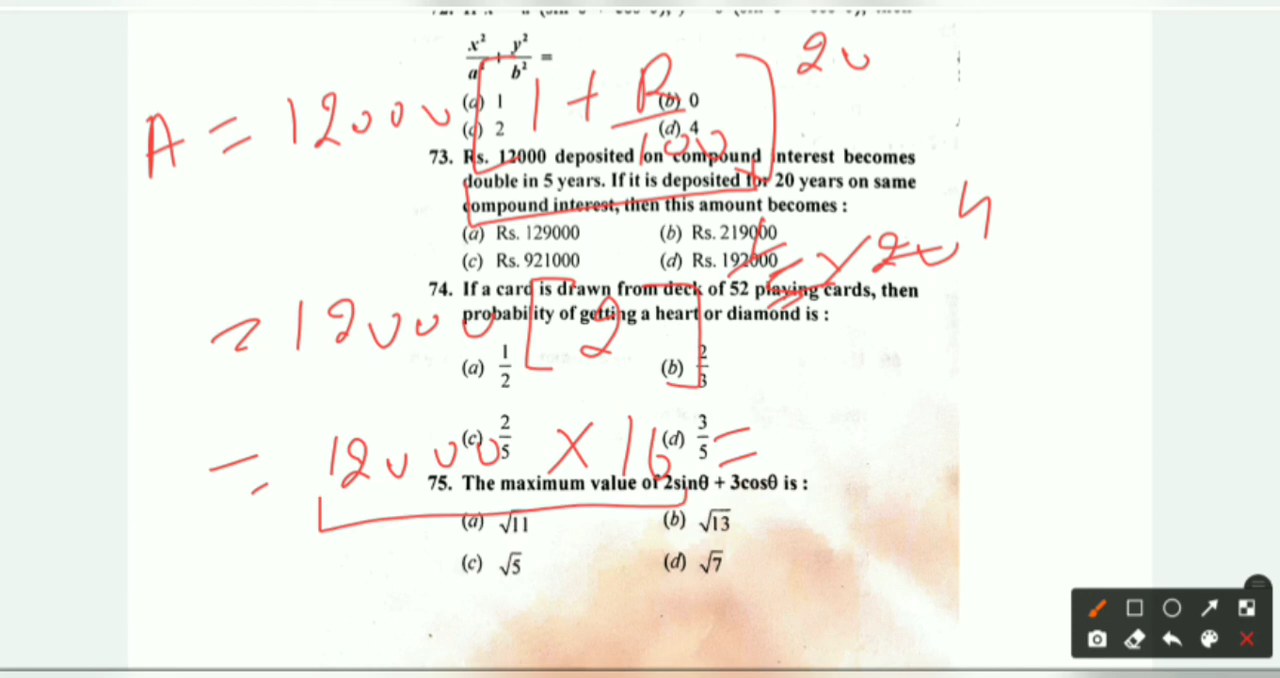 x²/a² + y²/b² =
(a) 1 (b) 0
(c) 2 (d) 4
73. Rs. 12000 deposited on compound interest becomes
double in 5 years. If it is deposited for 20 years on same
compound interest, then this amount becomes :
(a) Rs. 129000 (b) Rs. 219000
(c) Rs. 921000 (d) Rs. 192000
74. If a card is drawn from deck of 52 playing cards, then
probability of getting a heart or diamond is :
(a) 1/2 (b) 2/3
(c) 2/5 (d) 3/5
75. The maximum value of 2sinθ + 3cosθ is :
(a) √11 (b) √13
(c) √5 (d) √7
A = 12000 [1 + R/100]²⁰
= 12000 [2]
= 12000 × 16 =